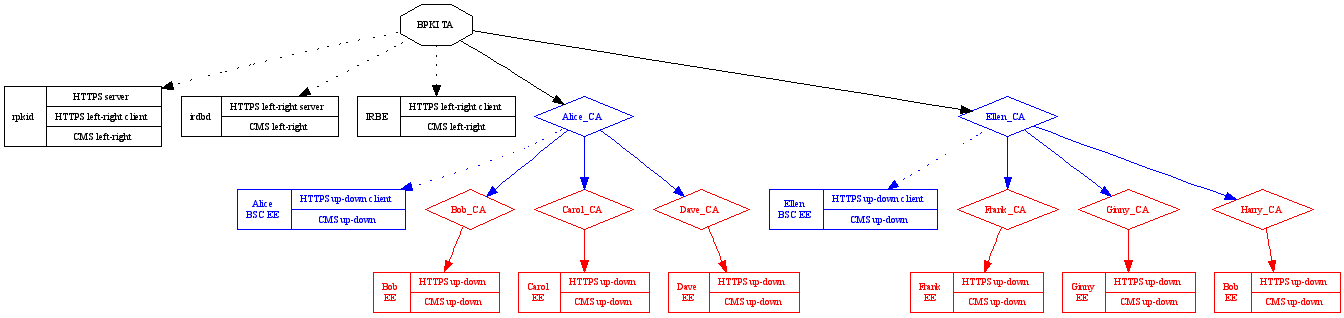 BPKI TA
rpkid
HTTPS server
HTTPS left-right client
CMS left-right
irdbd
HTTPS left-right server
CMS left-right
IRBE
HTTPS left-right client
CMS left-right
Alice_CA
Ellen_CA
Alice
BSC EE
HTTPS up-down client
CMS up-down
Bob_CA
Carol_CA
Dave_CA
Ellen
BSC EE
HTTPS up-down client
CMS up-down
Frank_CA
Ginny_CA
Harry_CA
Bob
EE
HTTPS up-down
CMS up-down
Carol
EE
HTTPS up-down
CMS up-down
Dave
EE
HTTPS up-down
CMS up-down
Frank
EE
HTTPS up-down
CMS up-down
Ginny
EE
HTTPS up-down
CMS up-down
Bob
EE
HTTPS up-down
CMS up-down